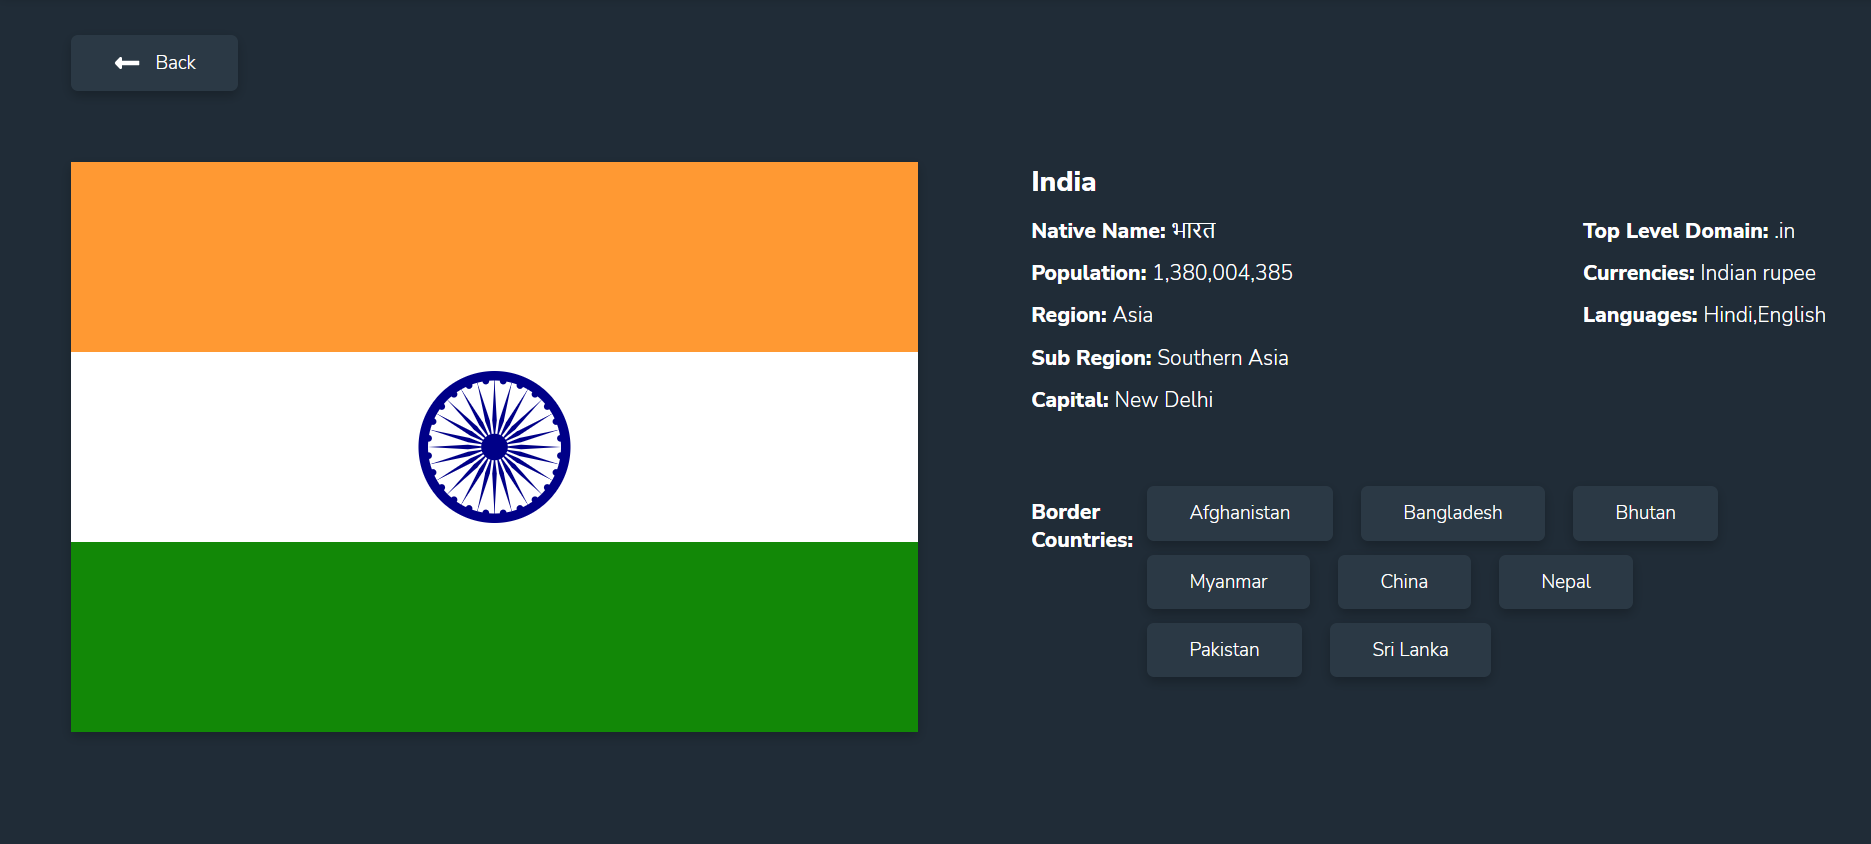 Back
India
Native Name: भारत
Population: 1,380,004,385
Region: Asia
Sub Region: Southern Asia
Capital: New Delhi
Top Level Domain: .in
Currencies: Indian rupee
Languages: Hindi,English
Border
Countries:
Afghanistan Bangladesh Bhutan
Myanmar China Nepal
Pakistan Sri Lanka